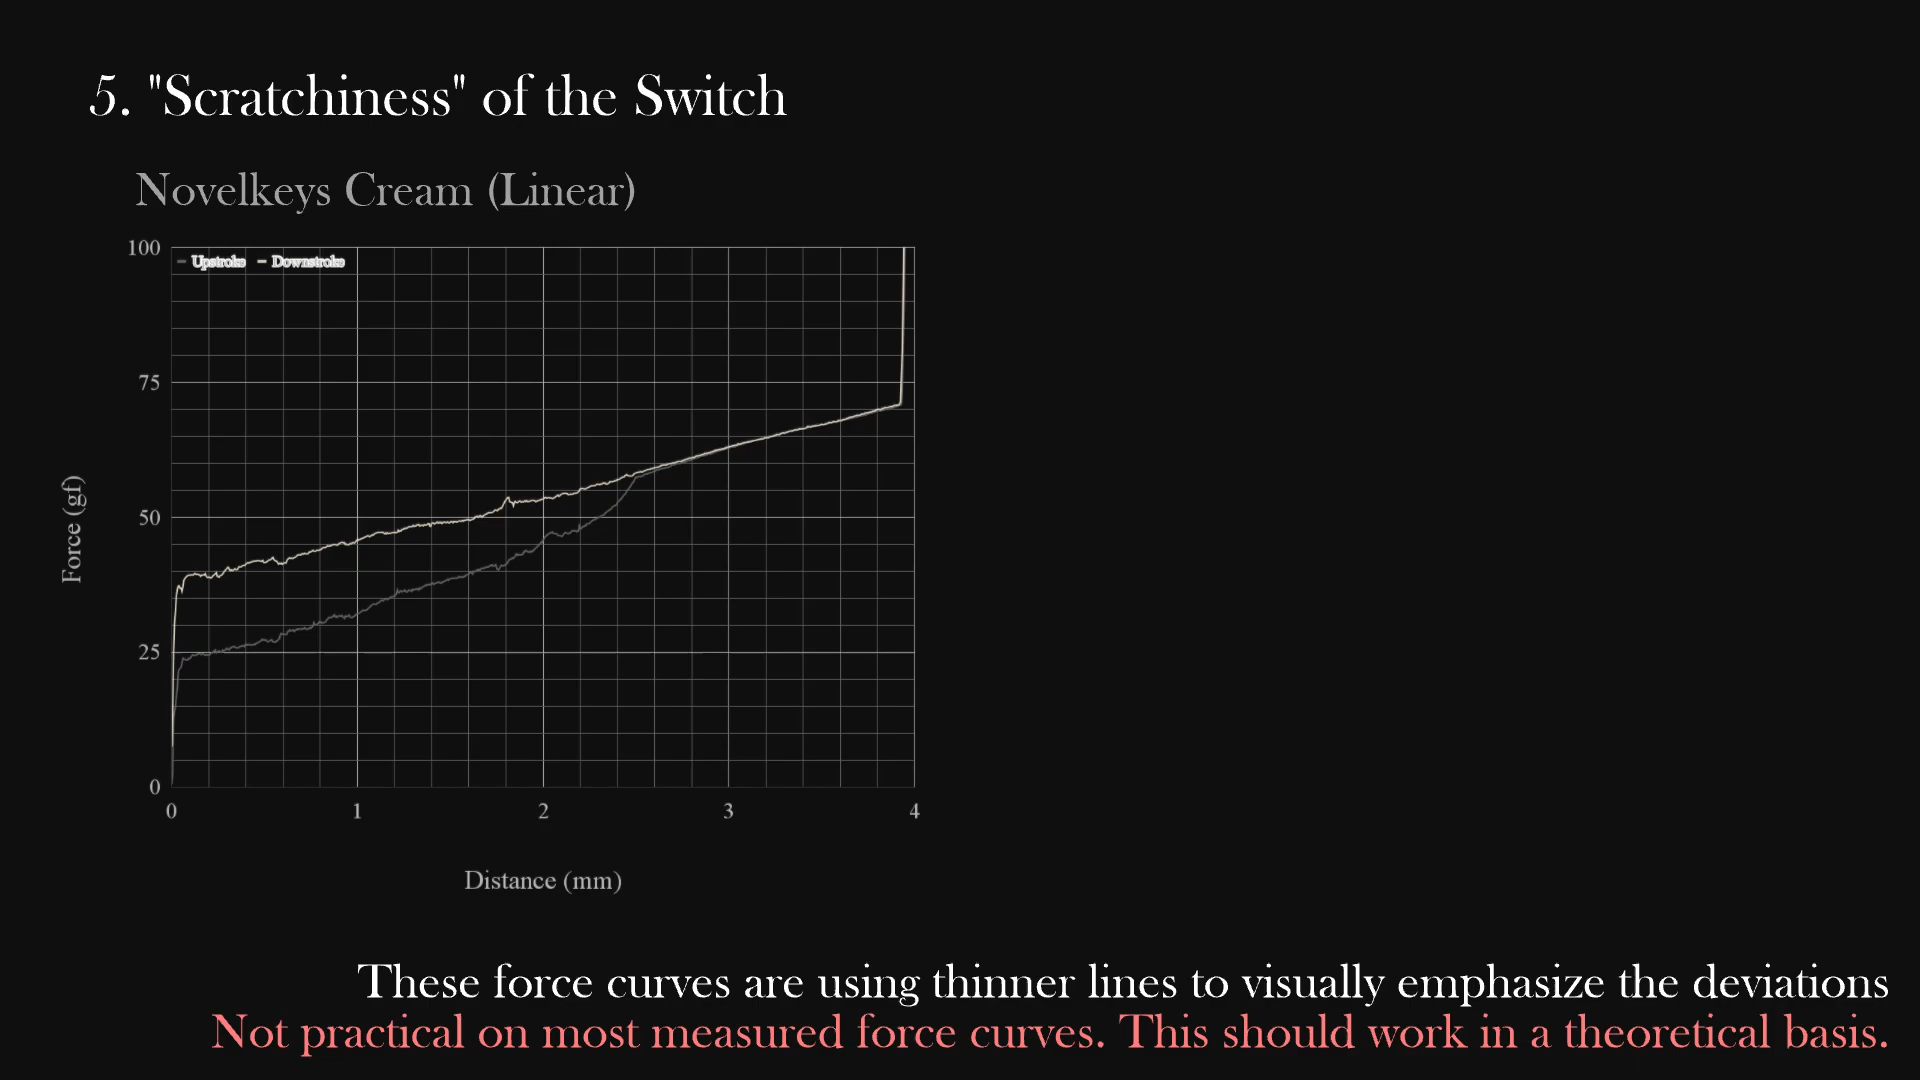 5. "Scratchiness" of the Switch
Novelkeys Cream (Linear)
100
Upstroke Downstroke
75
50
25
0
Force (gf)
0 1 2 3 4
Distance (mm)
These force curves are using thinner lines to visually emphasize the deviations
Not practical on most measured force curves. This should work in a theoretical basis.